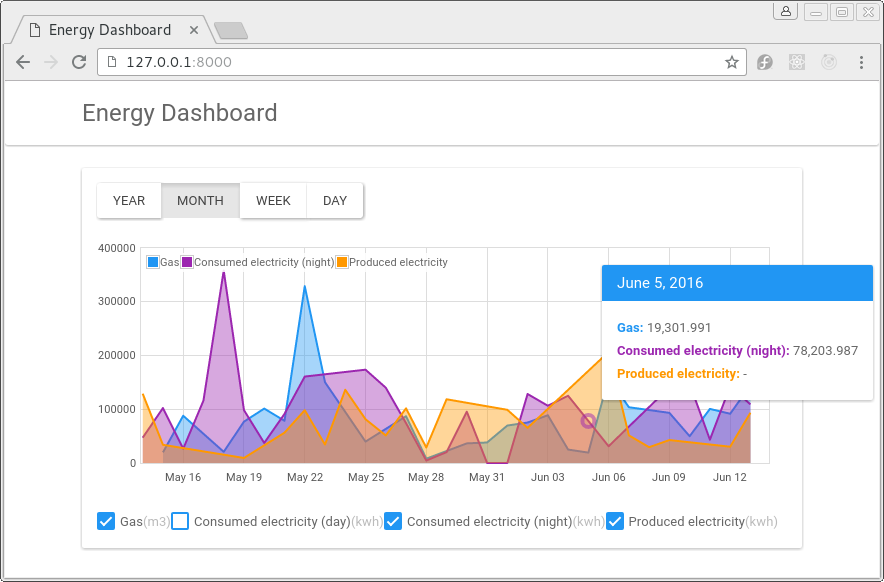 Energy Dashboard
127.0.0.1:8000
Energy Dashboard
YEAR MONTH WEEK DAY
400000
Gas Consumed electricity (night) Produced electricity
June 5, 2016
300000
Gas: 19,301.991
Consumed electricity (night): 78,203.987
200000
Produced electricity: -
100000
0
May 16 May 19 May 22 May 25 May 28 May 31 Jun 03 Jun 06 Jun 09 Jun 12
Gas(m3) Consumed electricity (day)(kwh) Consumed electricity (night)(kwh) Produced electricity(kwh)